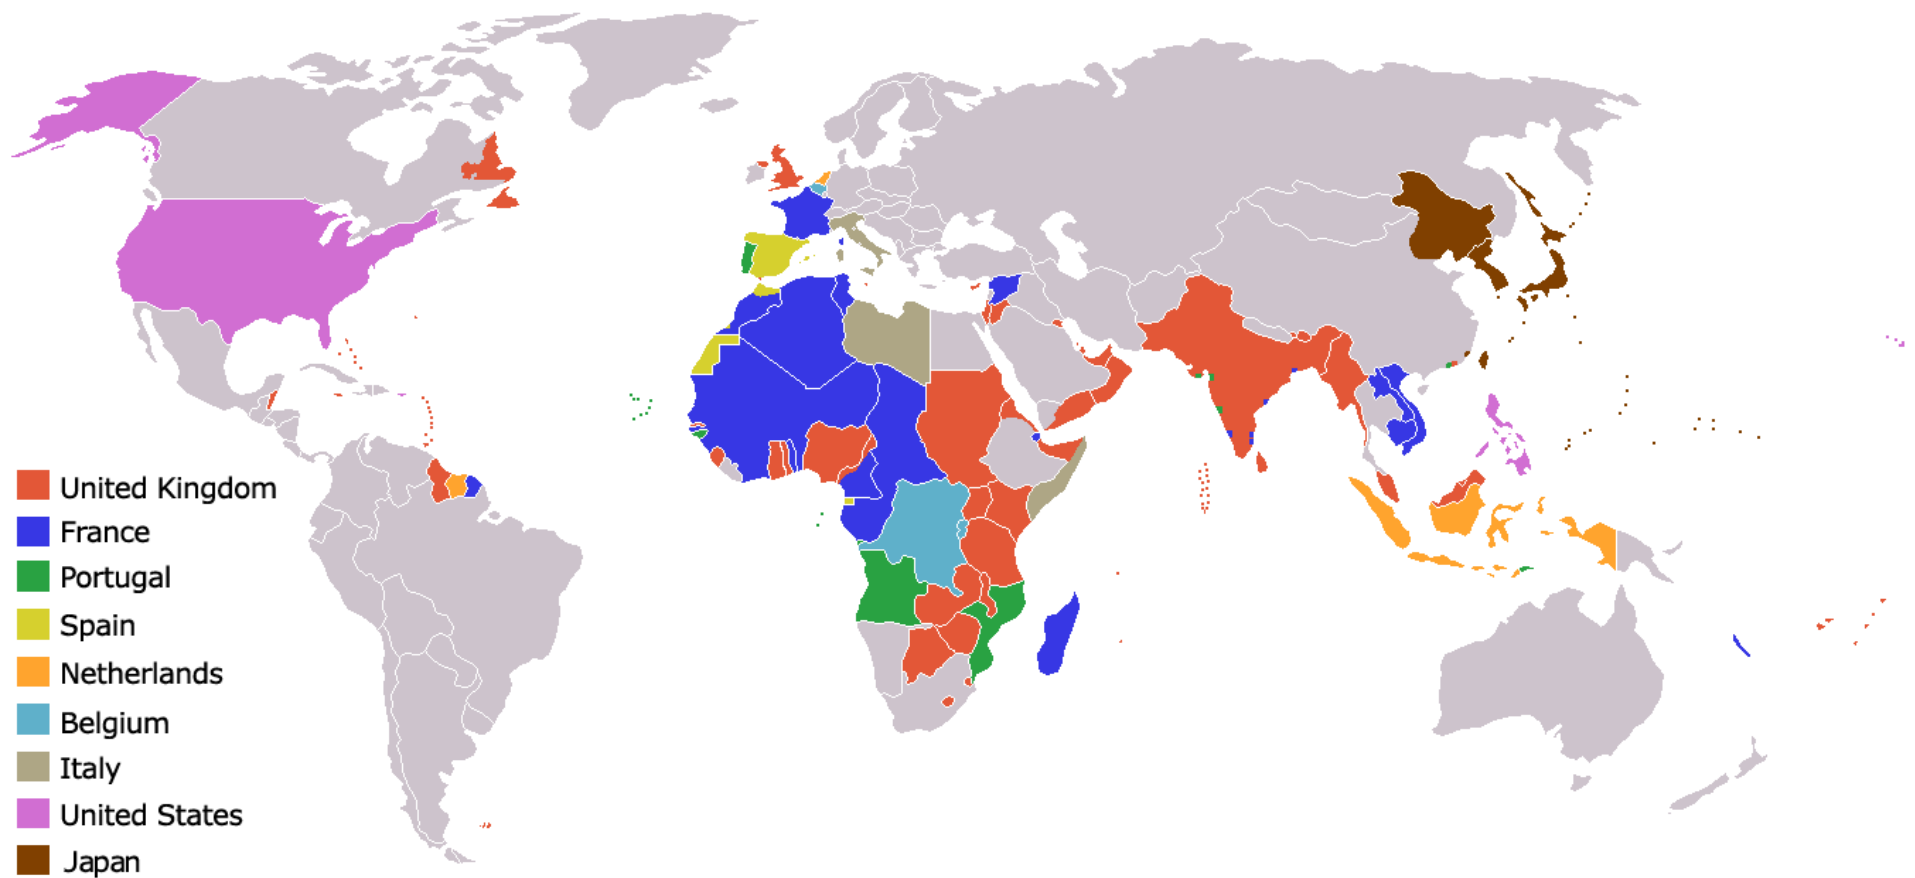 United Kingdom
France
Portugal
Spain
Netherlands
Belgium
Italy
United States
Japan